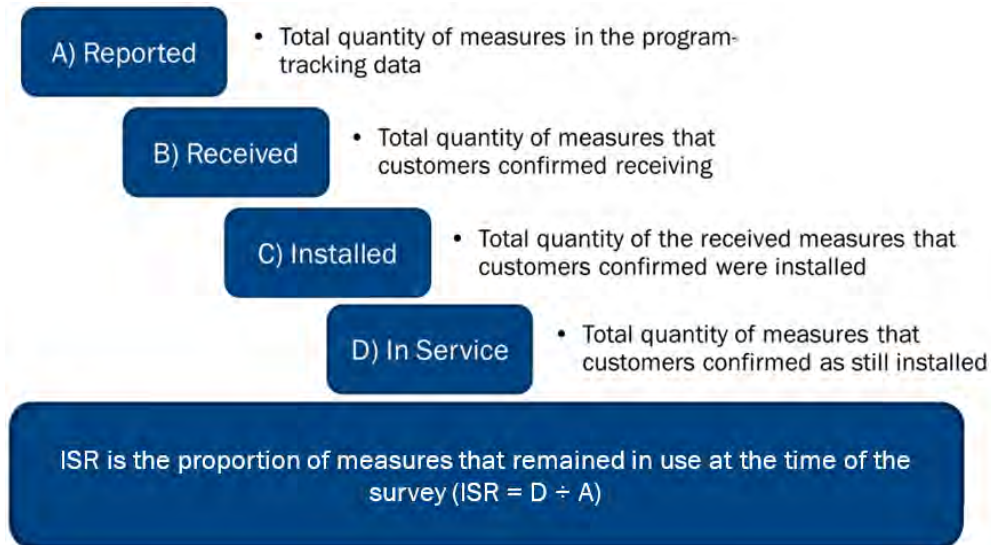 A) Reported
• Total quantity of measures in the program-
tracking data
B) Received
• Total quantity of measures that
customers confirmed receiving
C) Installed
• Total quantity of the received measures that
customers confirmed were installed
D) In Service
• Total quantity of measures that
customers confirmed as still installed
ISR is the proportion of measures that remained in use at the time of the
survey (ISR = D ÷ A)